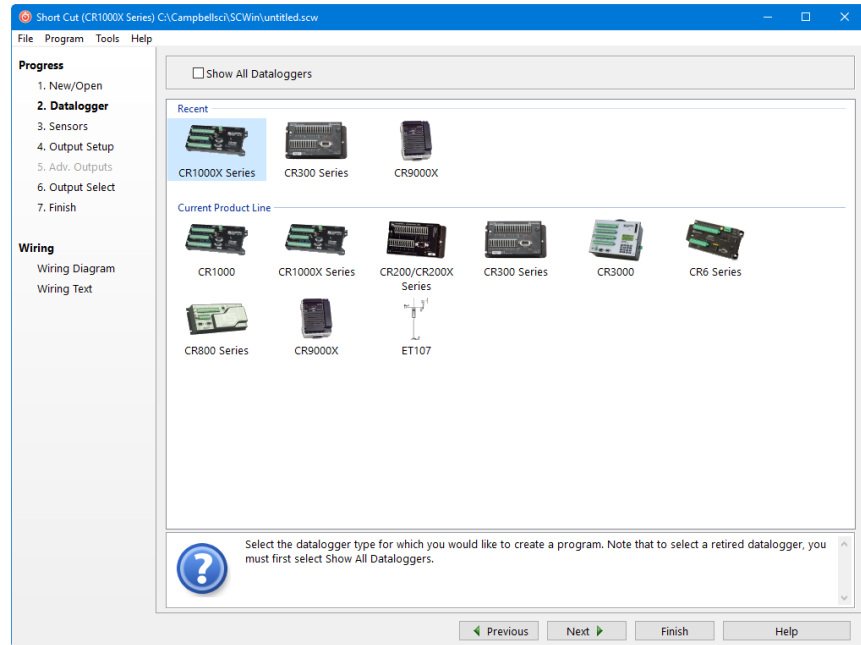 Short Cut (CR1000X Series) C:\Campbellsci\SCWin\untitled.scw
File Program Tools Help
Progress
1. New/Open
2. Datalogger
3. Sensors
4. Output Setup
5. Adv. Outputs
6. Output Select
7. Finish
Wiring
Wiring Diagram
Wiring Text
Show All Dataloggers
Recent
CR1000X Series CR300 Series CR9000X
Current Product Line
CR1000 CR1000X Series CR200/CR200X Series CR300 Series CR3000 CR6 Series
CR800 Series CR9000X ET107
Select the datalogger type for which you would like to create a program. Note that to select a retired datalogger, you
must first select Show All Dataloggers.
Previous Next Finish Help